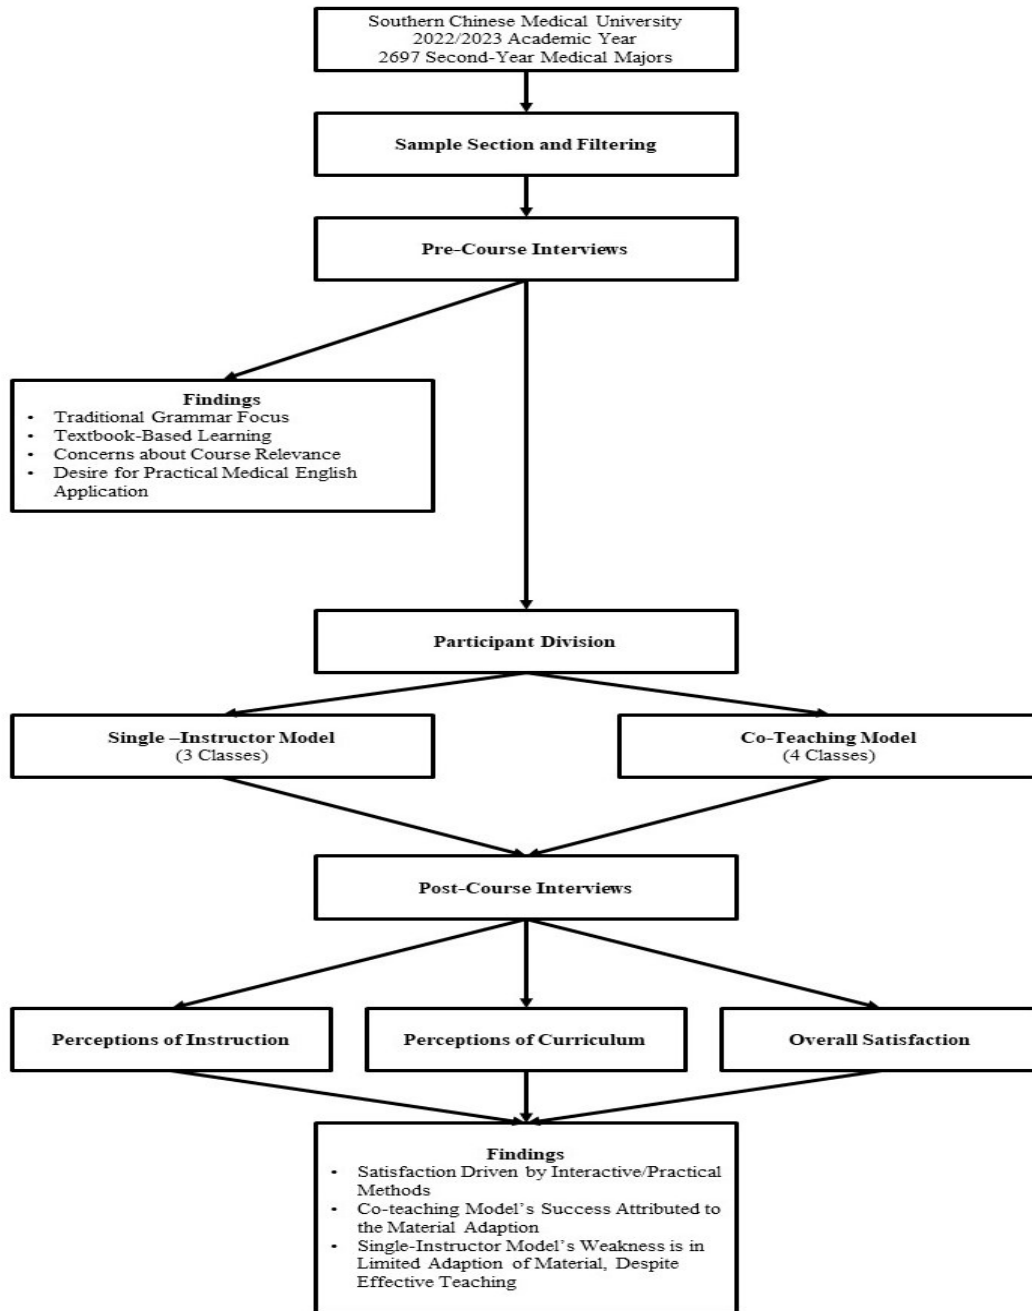 Southern Chinese Medical University
2022/2023 Academic Year
2697 Second-Year Medical Majors
Sample Section and Filtering
Pre-Course Interviews
Findings
• Traditional Grammar Focus
• Textbook-Based Learning
• Concerns about Course Relevance
• Desire for Practical Medical English
Application
Participant Division
Single –Instructor Model
(3 Classes)
Co-Teaching Model
(4 Classes)
Post-Course Interviews
Perceptions of Instruction
Perceptions of Curriculum
Overall Satisfaction
Findings
• Satisfaction Driven by Interactive/Practical
Methods
• Co-teaching Model’s Success Attributed to
the Material Adaption
• Single-Instructor Model’s Weakness is in
Limited Adaption of Material, Despite
Effective Teaching